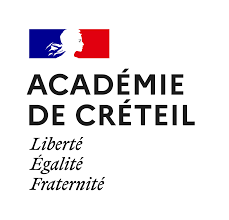 ACADÉMIE
DE CRÉTEIL
Liberté
Égalité
Fraternité